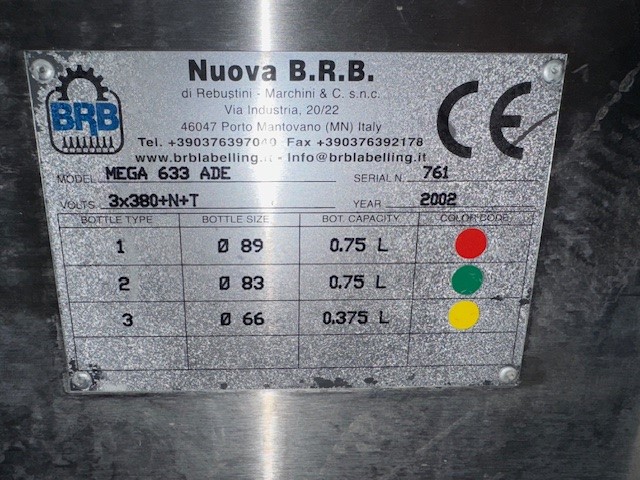 BRB
Nuova B.R.B.
di Rebustini - Marchini & C. s.n.c.
Via Industria, 20/22
46047 Porto Mantovano (MN) Italy
Tel. +390376397040 Fax +390376392178
www.brblabelling.it - Info@brblabelling.it
CE
MODEL MEGA 633 ADE SERIAL N. 761
VOLTS 3x380+N+T YEAR 2002
BOTTLE TYPE BOTTLE SIZE BOT. CAPACITY COLOR CODE
1 Ø 89 0.75 L
2 Ø 83 0.75 L
3 Ø 66 0.375 L